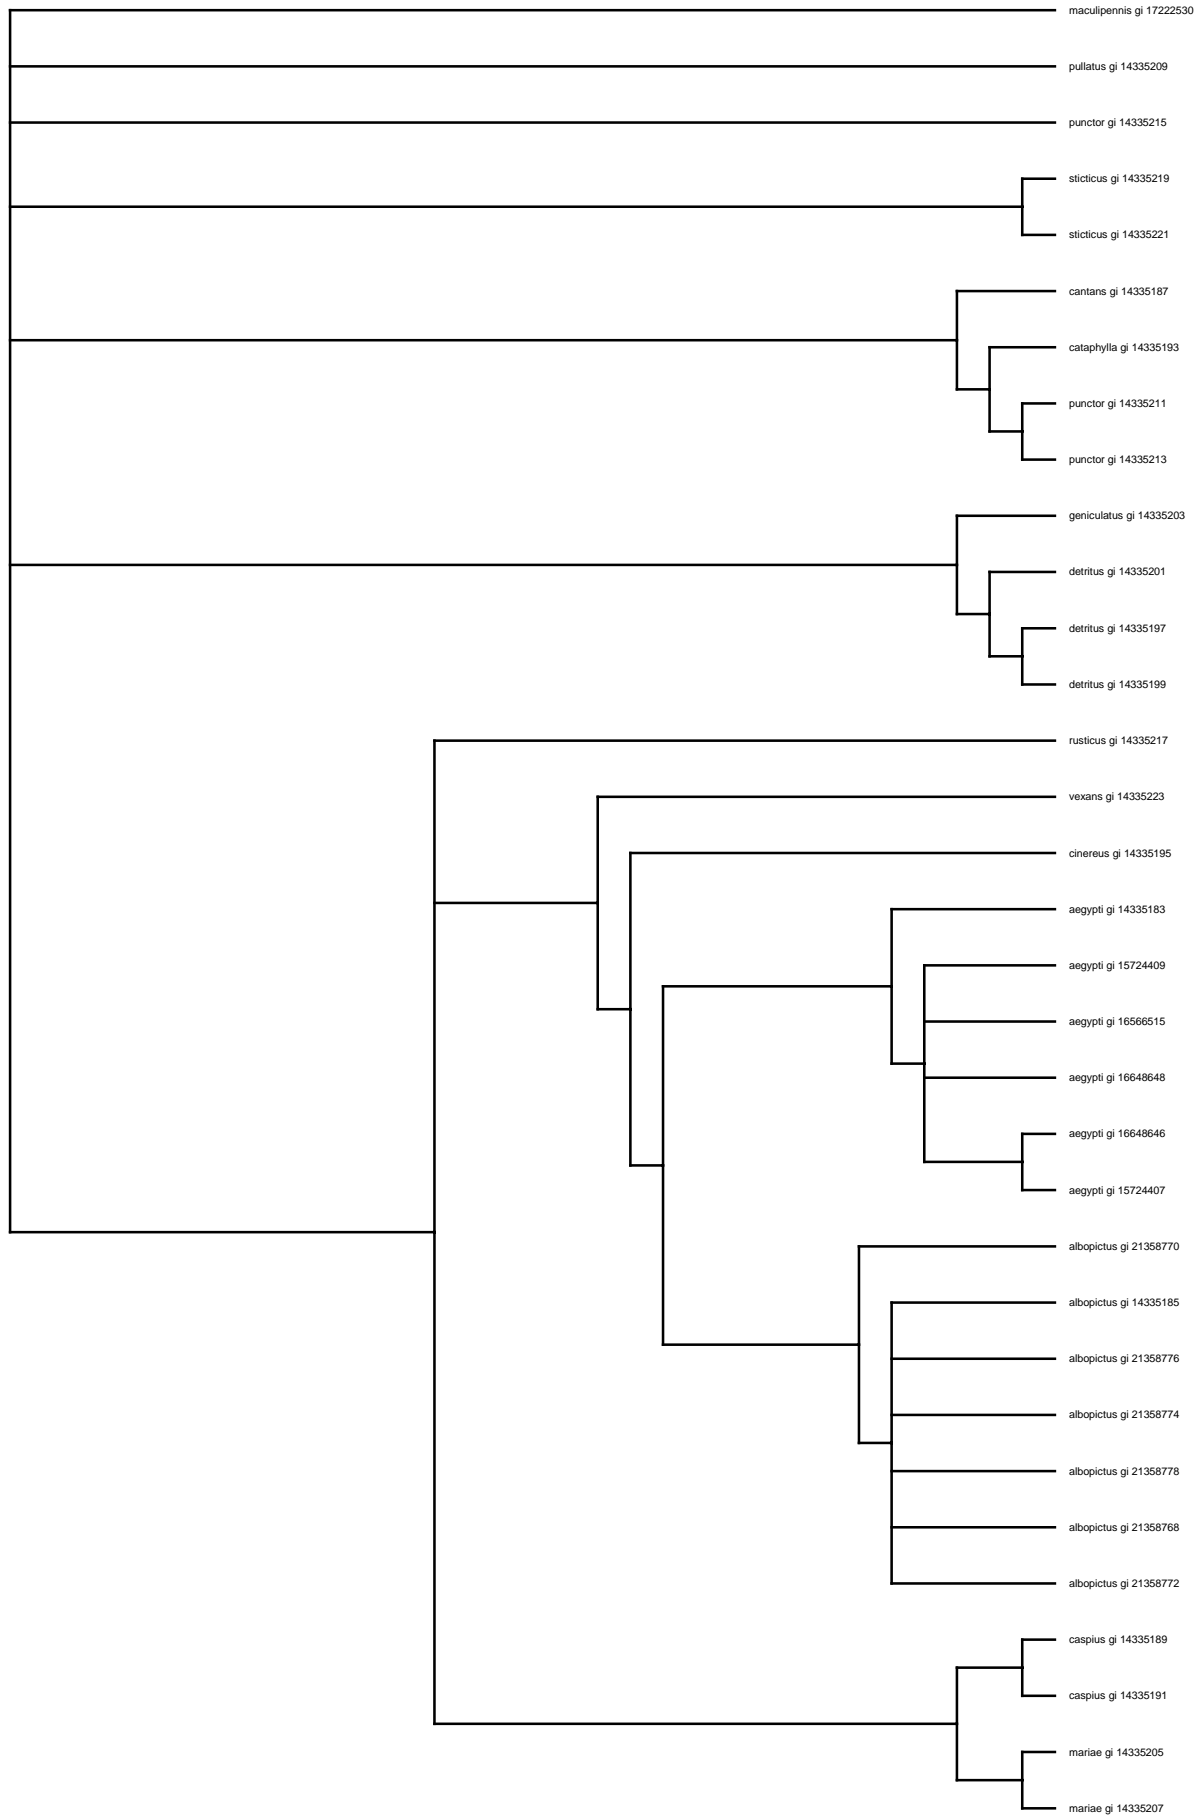 maculipennis gi 17222530
pullatus gi 14335209
punctor gi 14335215
sticticus gi 14335219
sticticus gi 14335221
cantans gi 14335187
cataphylla gi 14335193
punctor gi 14335211
punctor gi 14335213
geniculatus gi 14335203
detritus gi 14335201
detritus gi 14335197
detritus gi 14335199
rusticus gi 14335217
vexans gi 14335223
cinereus gi 14335195
aegypti gi 14335183
aegypti gi 15724409
aegypti gi 16566515
aegypti gi 16648648
aegypti gi 16648646
aegypti gi 15724407
albopictus gi 21358770
albopictus gi 14335185
albopictus gi 21358776
albopictus gi 21358774
albopictus gi 21358778
albopictus gi 21358768
albopictus gi 21358772
caspius gi 14335189
caspius gi 14335191
mariae gi 14335205
mariae gi 14335207